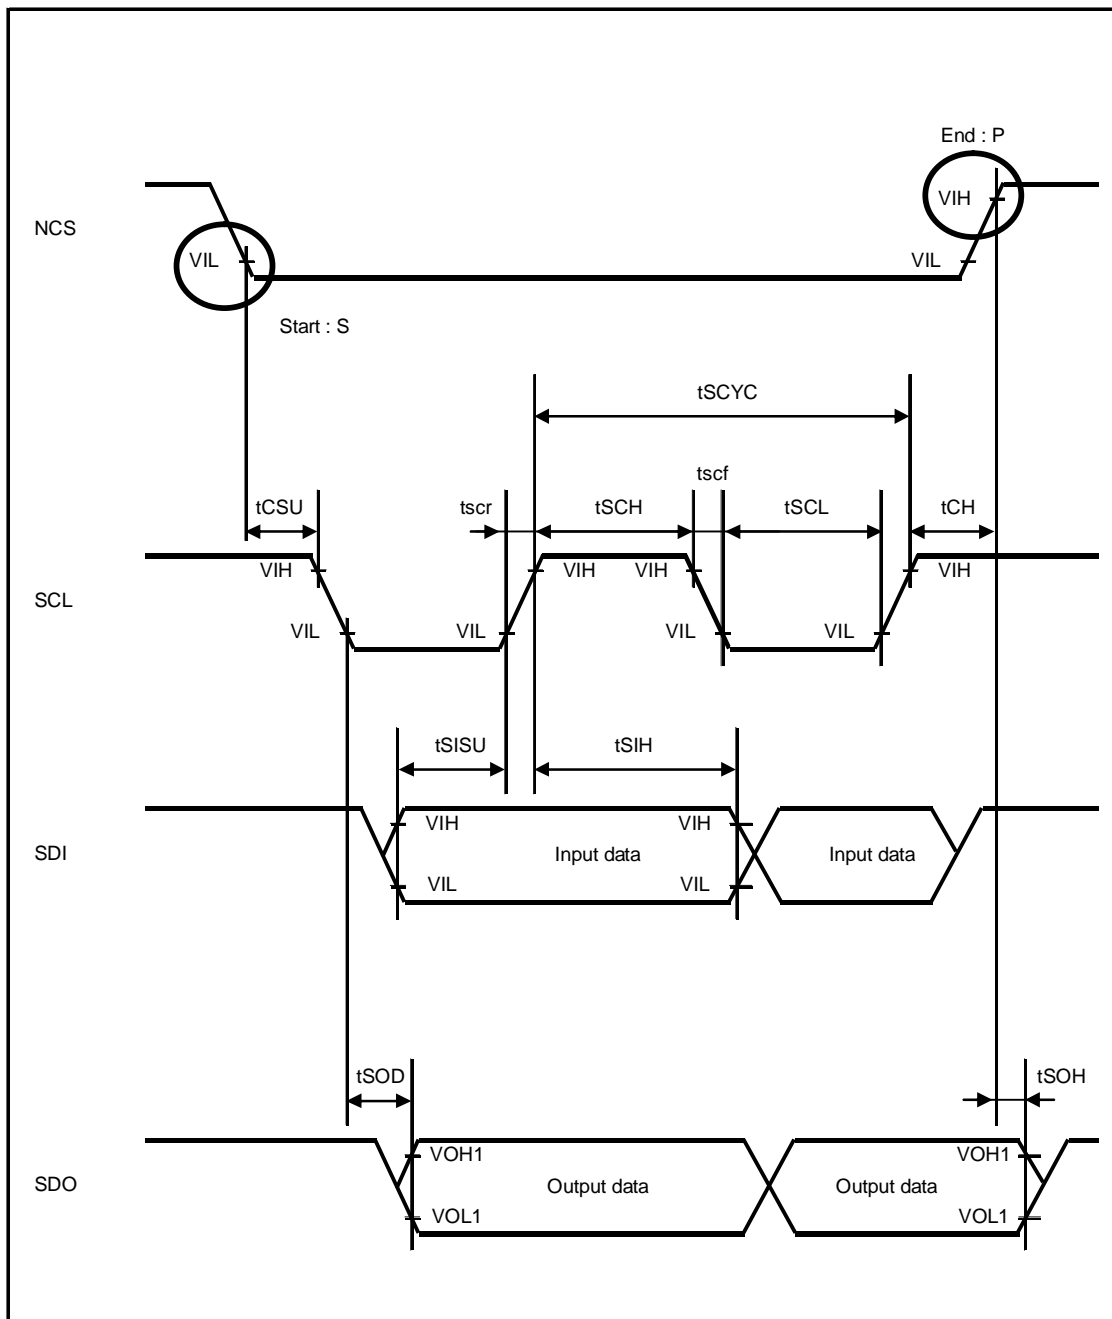 End : P
VIH
NCS
VIL
VIL
Start : S
tSCYC
tscf
tCSU
tscr
tSCH
tSCL
tCH
VIH
VIH
VIH
VIH
SCL
VIL
VIL
VIL
VIL
tSISU
tSIH
VIH
VIH
SDI
Input data
Input data
VIL
VIL
tSOD
tSOH
VOH1
VOH1
SDO
Output data
Output data
VOL1
VOL1